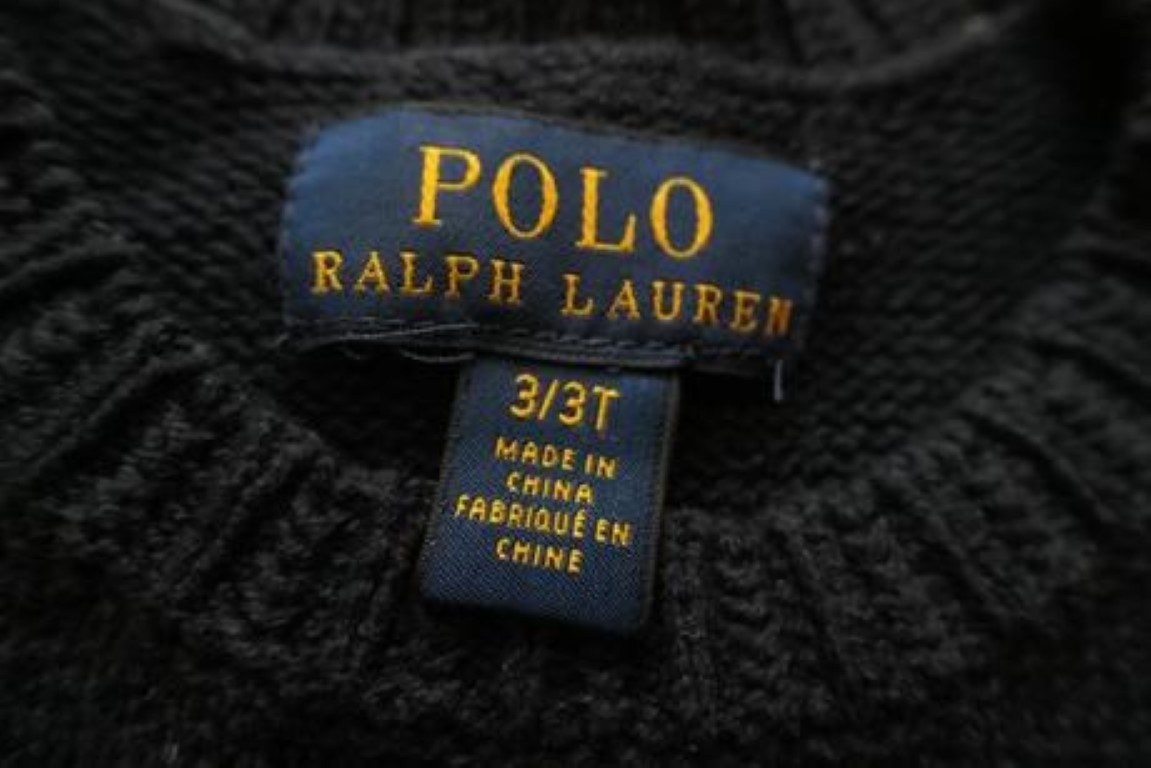 POLO
RALPH LAUREN
3/3T
MADE IN
CHINA
FABRIQUÉ EN
CHINE